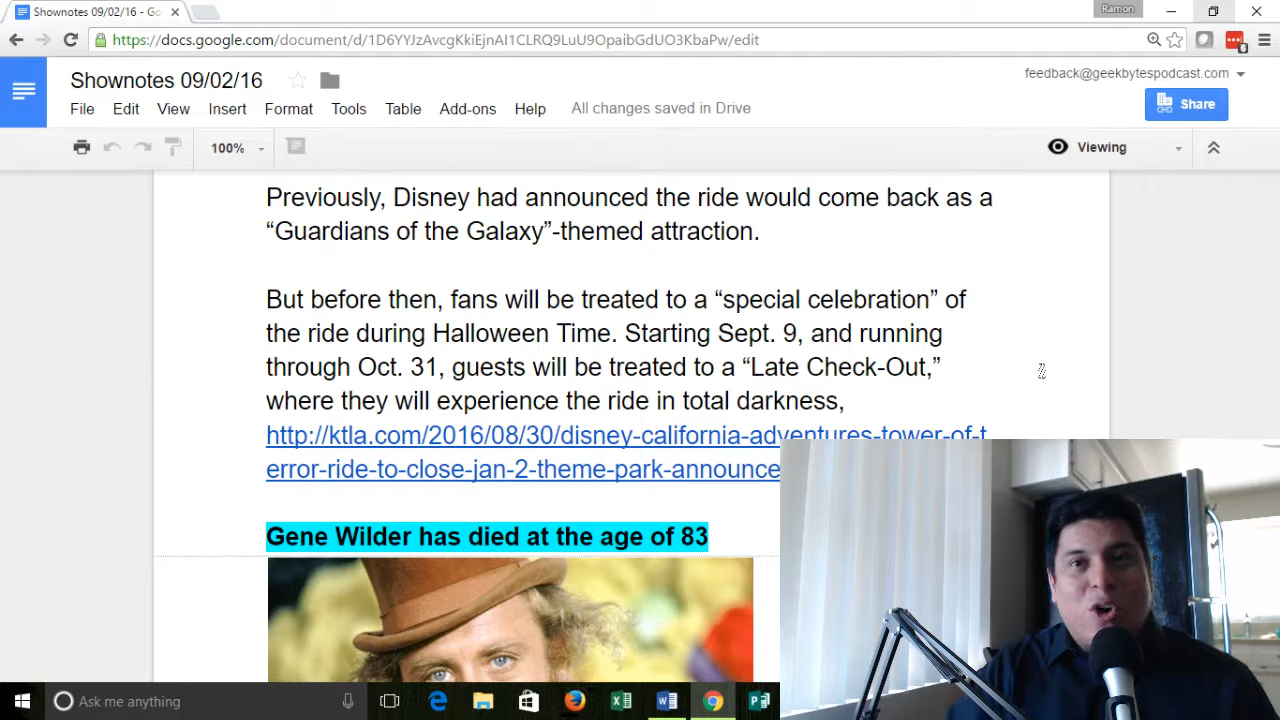 Shownotes 09/02/16 - Go
Ramon
https://docs.google.com/document/d/1D6YYJzAvcgKkiEjnAI1CLRQ9LuU9OpaibGdUO3KbaPw/edit
Shownotes 09/02/16
feedback@geekbytespodcast.com
File Edit View Insert Format Tools Table Add-ons Help All changes saved in Drive
Share
100%
Viewing
Previously, Disney had announced the ride would come back as a
“Guardians of the Galaxy”-themed attraction.
But before then, fans will be treated to a “special celebration” of
the ride during Halloween Time. Starting Sept. 9, and running
through Oct. 31, guests will be treated to a “Late Check-Out,”
where they will experience the ride in total darkness,
http://ktla.com/2016/08/30/disney-california-adventures-tower-of-t
error-ride-to-close-jan-2-theme-park-announce
Gene Wilder has died at the age of 83
Ask me anything